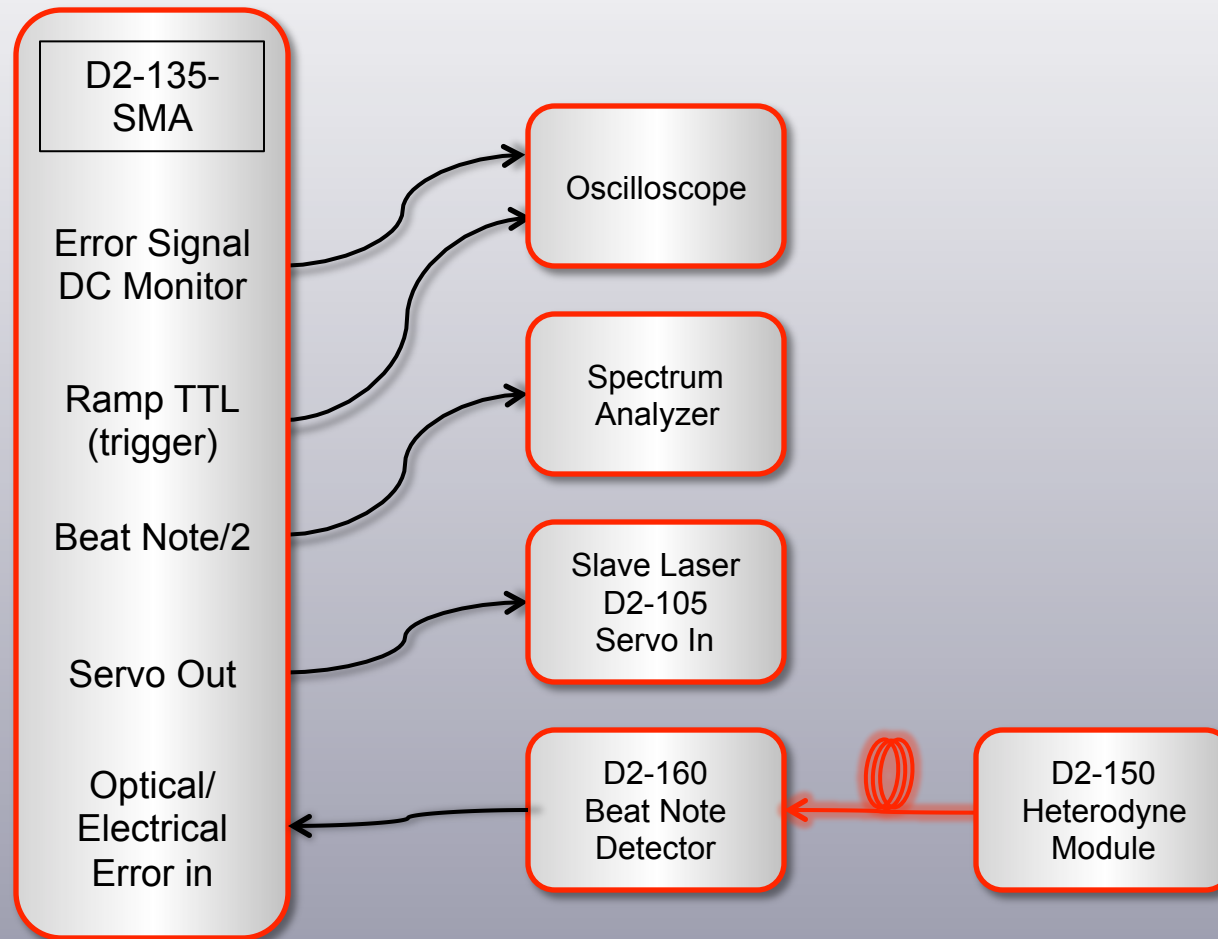 D2-135-
SMA
Error Signal
DC Monitor
Ramp TTL
(trigger)
Beat Note/2
Servo Out
Optical/
Electrical
Error in
Oscilloscope
Spectrum
Analyzer
Slave Laser
D2-105
Servo In
D2-160
Beat Note
Detector
D2-150
Heterodyne
Module